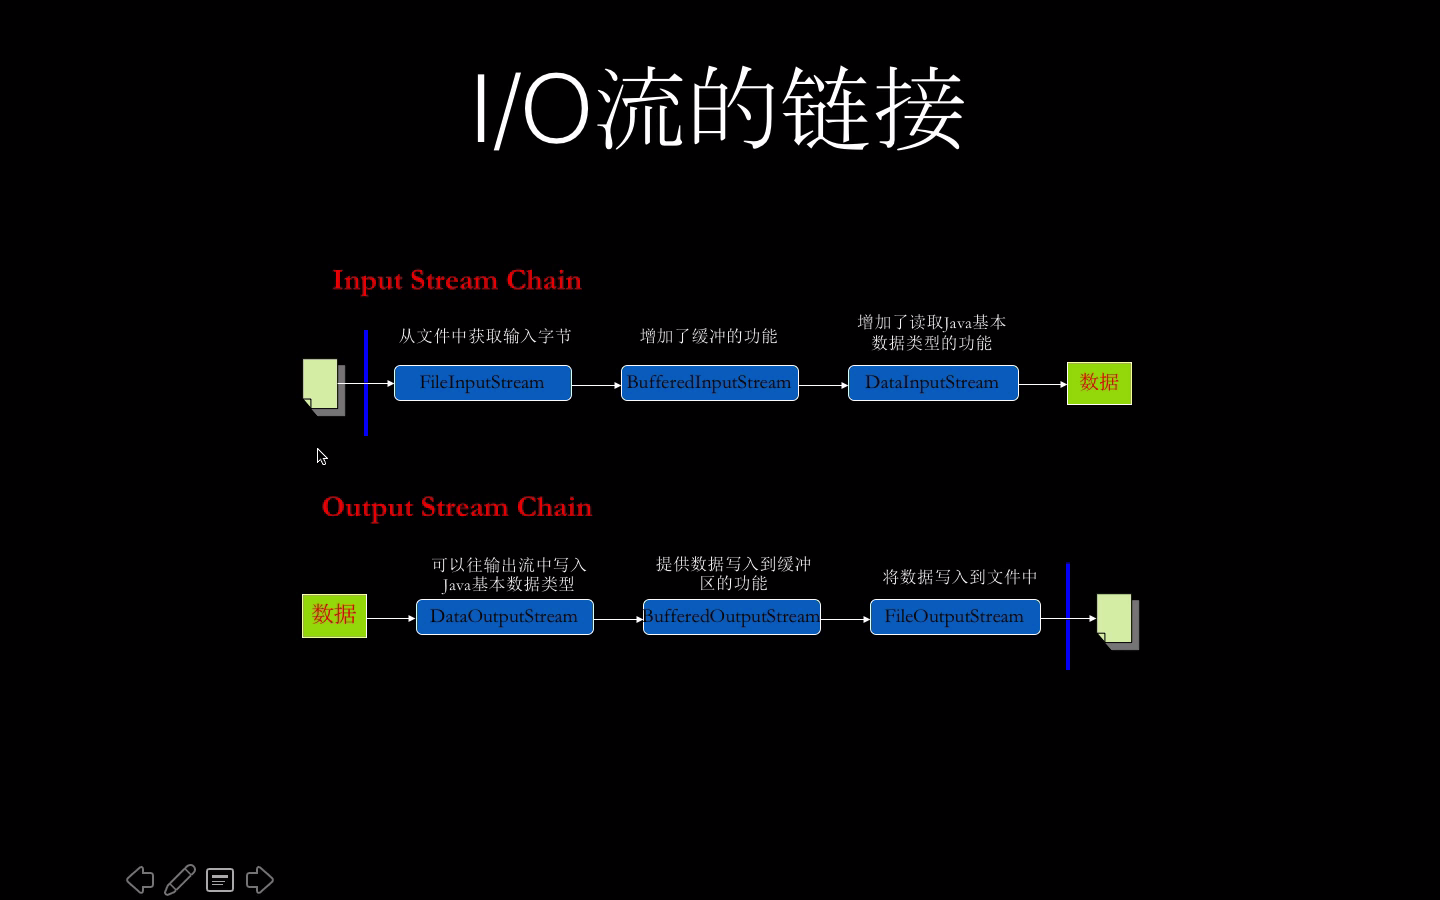 I/O流的链接
Input Stream Chain
从文件中获取输入字节
增加了缓冲的功能
增加了读取Java基本
数据类型的功能
FileInputStream
BufferedInputStream
DataInputStream
数据
Output Stream Chain
可以往输出流中写入
Java基本数据类型
提供数据写入到缓冲
区的功能
将数据写入到文件中
数据
DataOutputStream
BufferedOutputStream
FileOutputStream